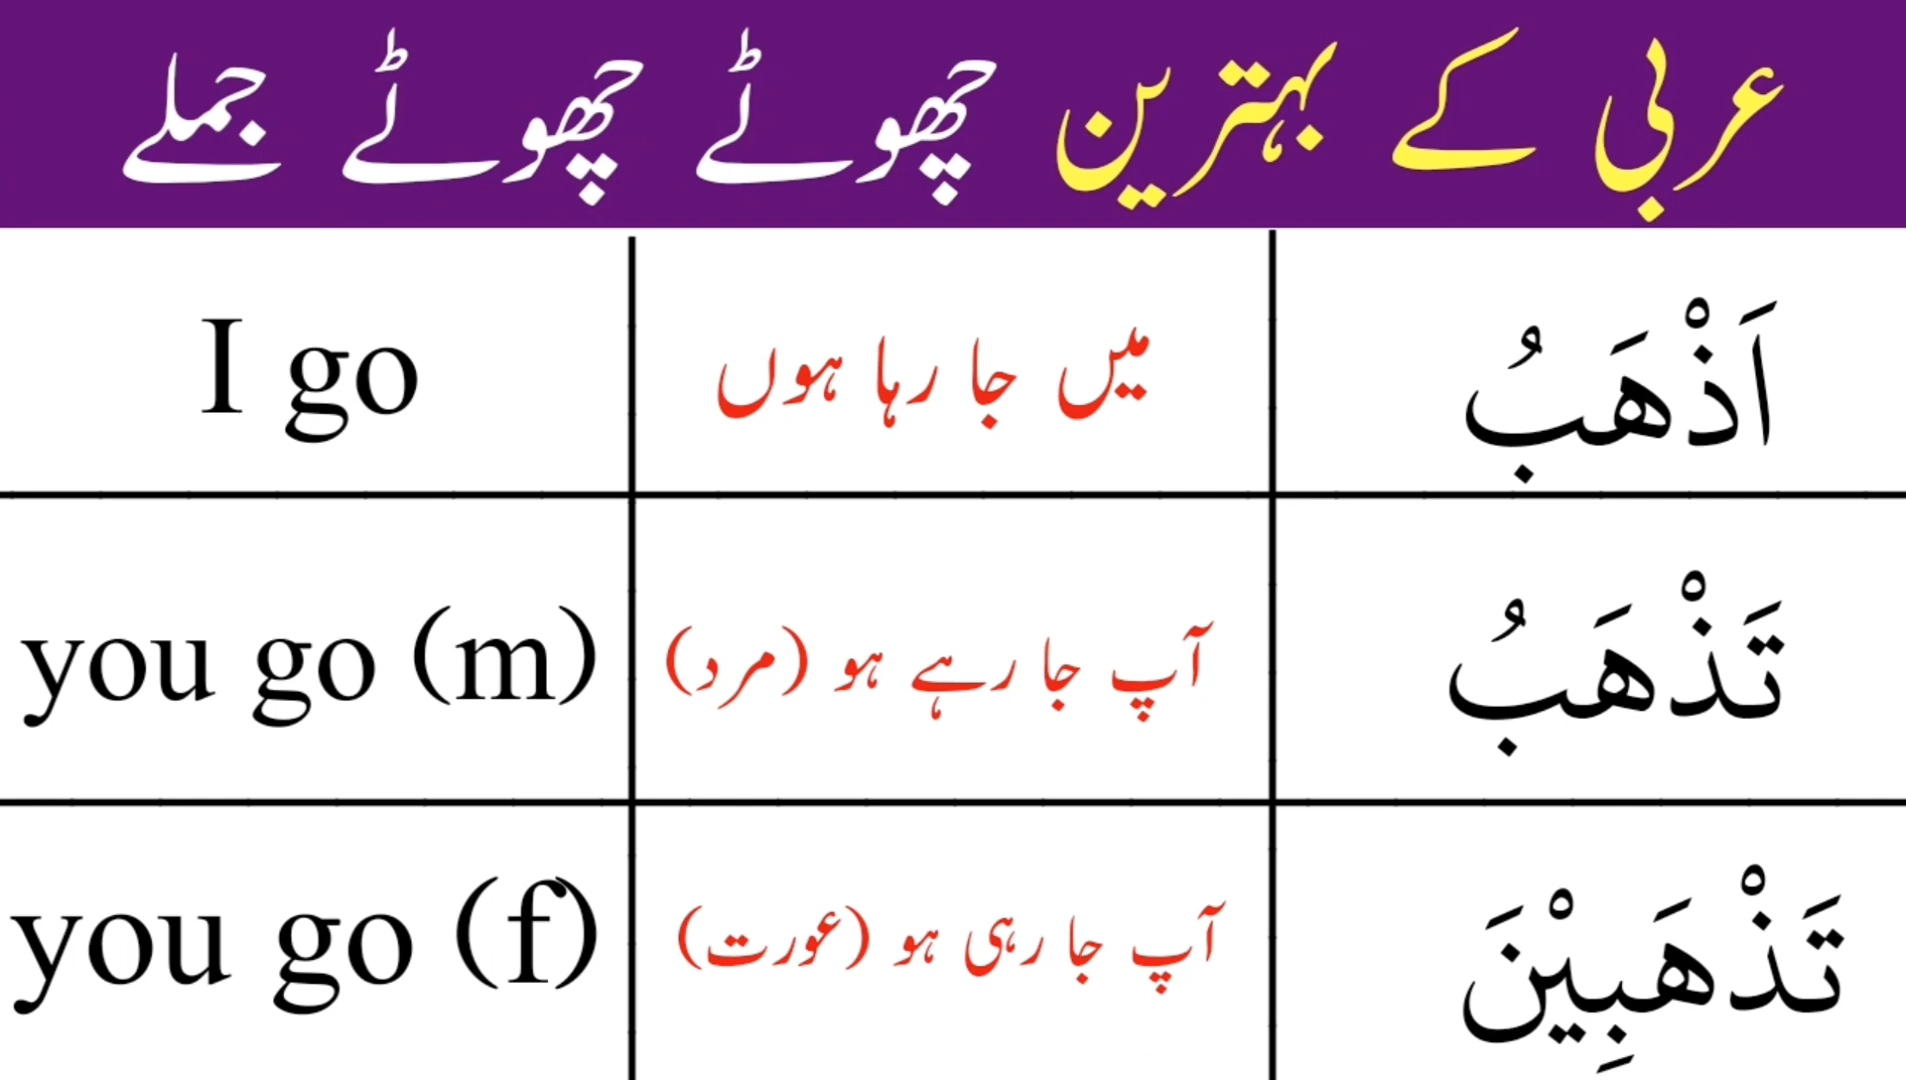 عربی کے بہترین چھوٹے چھوٹے جملے
اَذْهَبُ میں جا رہا ہوں I go
تَذْهَبُ آپ جا رہے ہو (مرد) you go (m)
تَذْهَبِيْنَ آپ جا رہی ہو (عورت) you go (f)